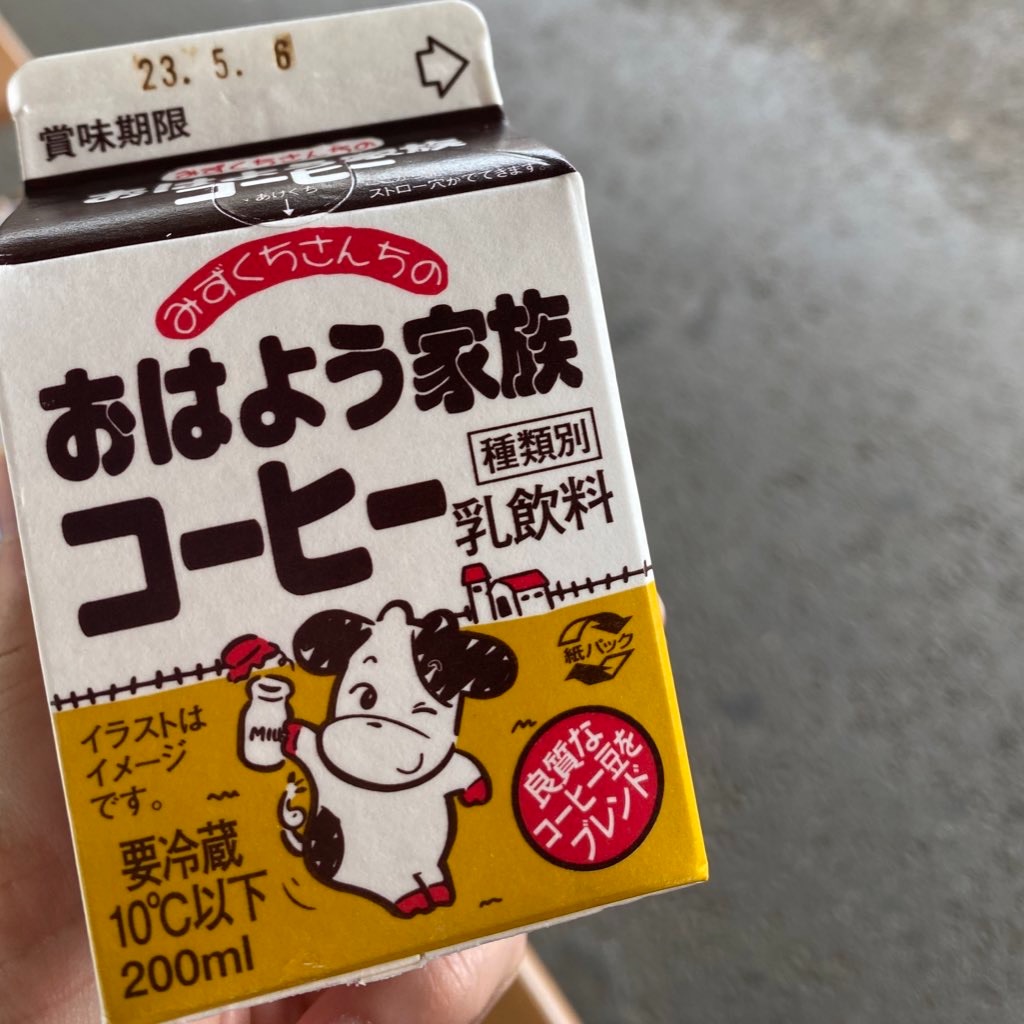 23. 5. 6
賞味期限
あけくち
ストロー穴がでてきます。
みずくちさんちの
おはよう家族
コーヒー
種類別
乳飲料
紙パック
MILK
イラストは
イメージ
です。
良質な
コーヒー豆を
ブレンド
要冷蔵
10℃以下
200ml